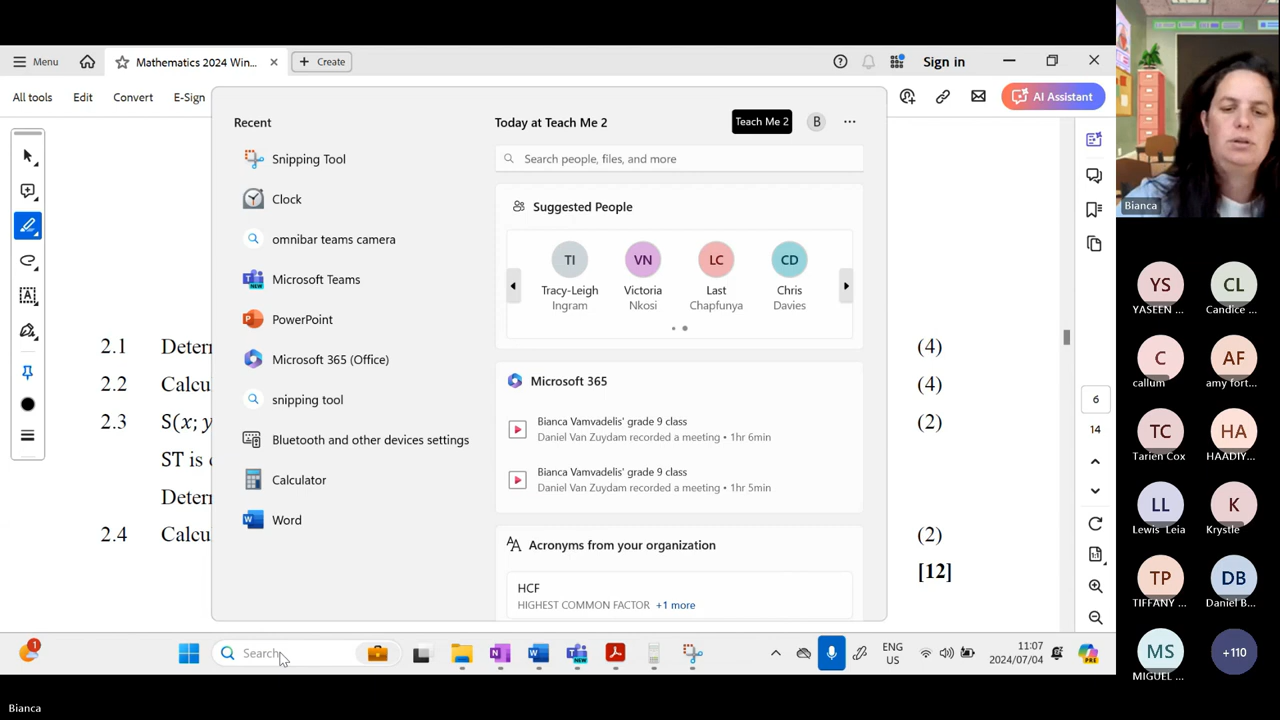 Menu
Mathematics 2024 Win...
Create
Sign in
All tools
Edit
Convert
E-Sign
AI Assistant
Recent
Snipping Tool
Clock
omnibar teams camera
Microsoft Teams
PowerPoint
Microsoft 365 (Office)
snipping tool
Bluetooth and other devices settings
Calculator
Word
Today at Teach Me 2
Teach Me 2
B
Search people, files, and more
Suggested People
TI
VN
LC
CD
Tracy-Leigh
Ingram
Victoria
Nkosi
Last
Chapfunya
Chris
Davies
Microsoft 365
Bianca Vamvadelis' grade 9 class
Daniel Van Zuydam recorded a meeting • 1hr 6min
Bianca Vamvadelis' grade 9 class
Daniel Van Zuydam recorded a meeting • 1hr 5min
Acronyms from your organization
HCF
HIGHEST COMMON FACTOR +1 more
2.1 Deter (4)
2.2 Calcu (4)
2.3 S(x; y (2)
ST is
Deter
2.4 Calcu (2)
[12]
6
14
1
Search
NEW
ENG
US
11:07
2024/07/04
PRE
Bianca
YS
YASEEN ...
CL
Candice ...
C
callum
AF
amy fort...
TC
Tarien Cox
HA
HAADIY...
LL
Lewis Leia
K
Krystle
TP
TIFFANY ...
DB
Daniel B...
MS
MIGUEL ...
+110
Bianca